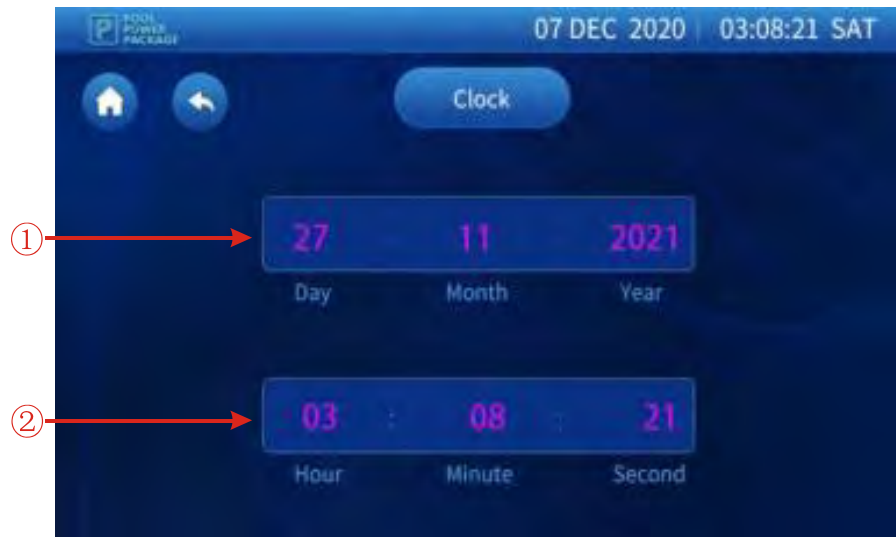 POOL
POWER
PACKAGE
07 DEC 2020 | 03:08:21 SAT
Clock
① 27 - 11 - 2021
Day Month Year
② 03 : 08 : 21
Hour Minute Second